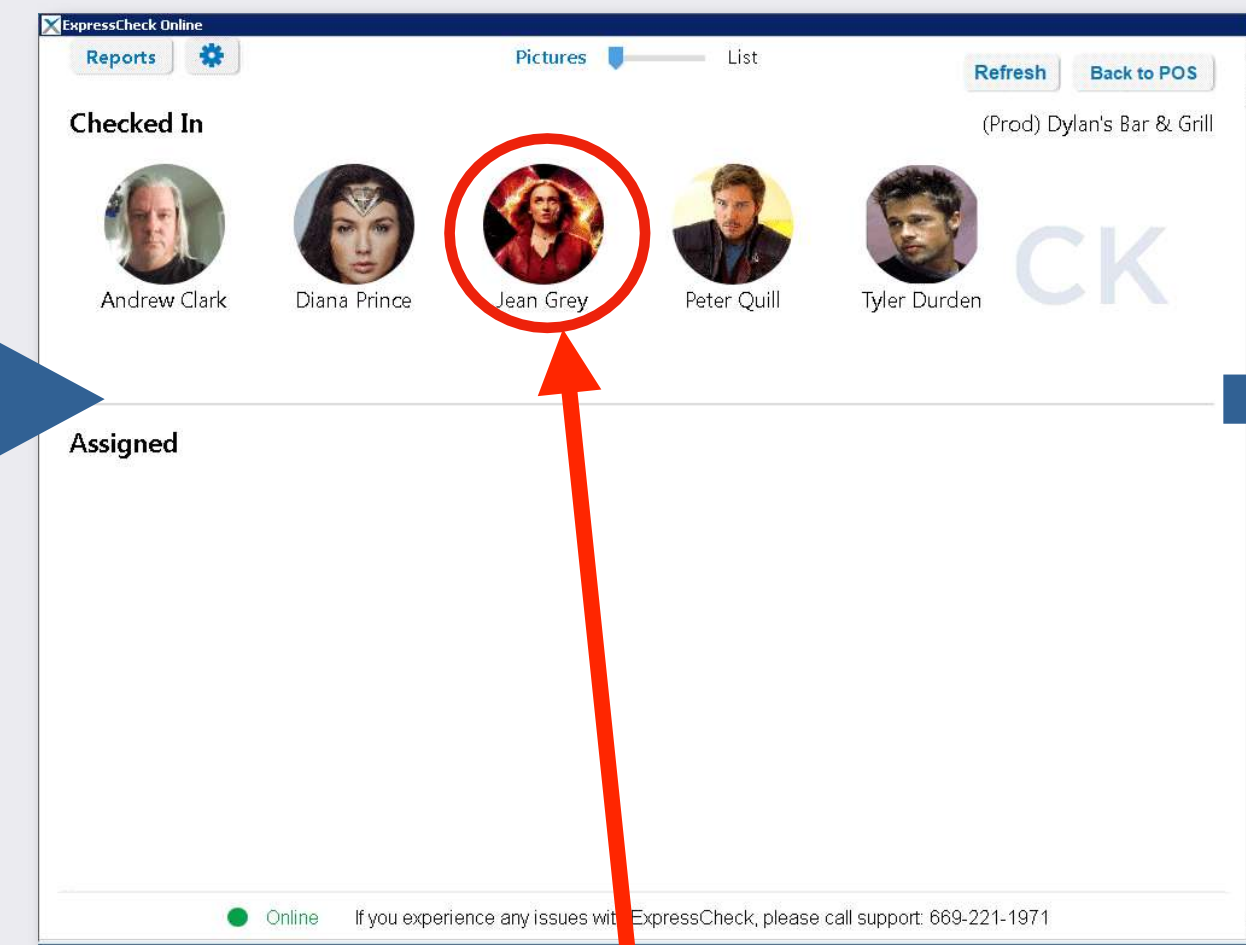 ExpressCheck Online
Reports
Pictures List
Refresh Back to POS
Checked In
(Prod) Dylan's Bar & Grill
CK
Andrew Clark Diana Prince Jean Grey Peter Quill Tyler Durden
Assigned
Online If you experience any issues with ExpressCheck, please call support: 669-221-1971